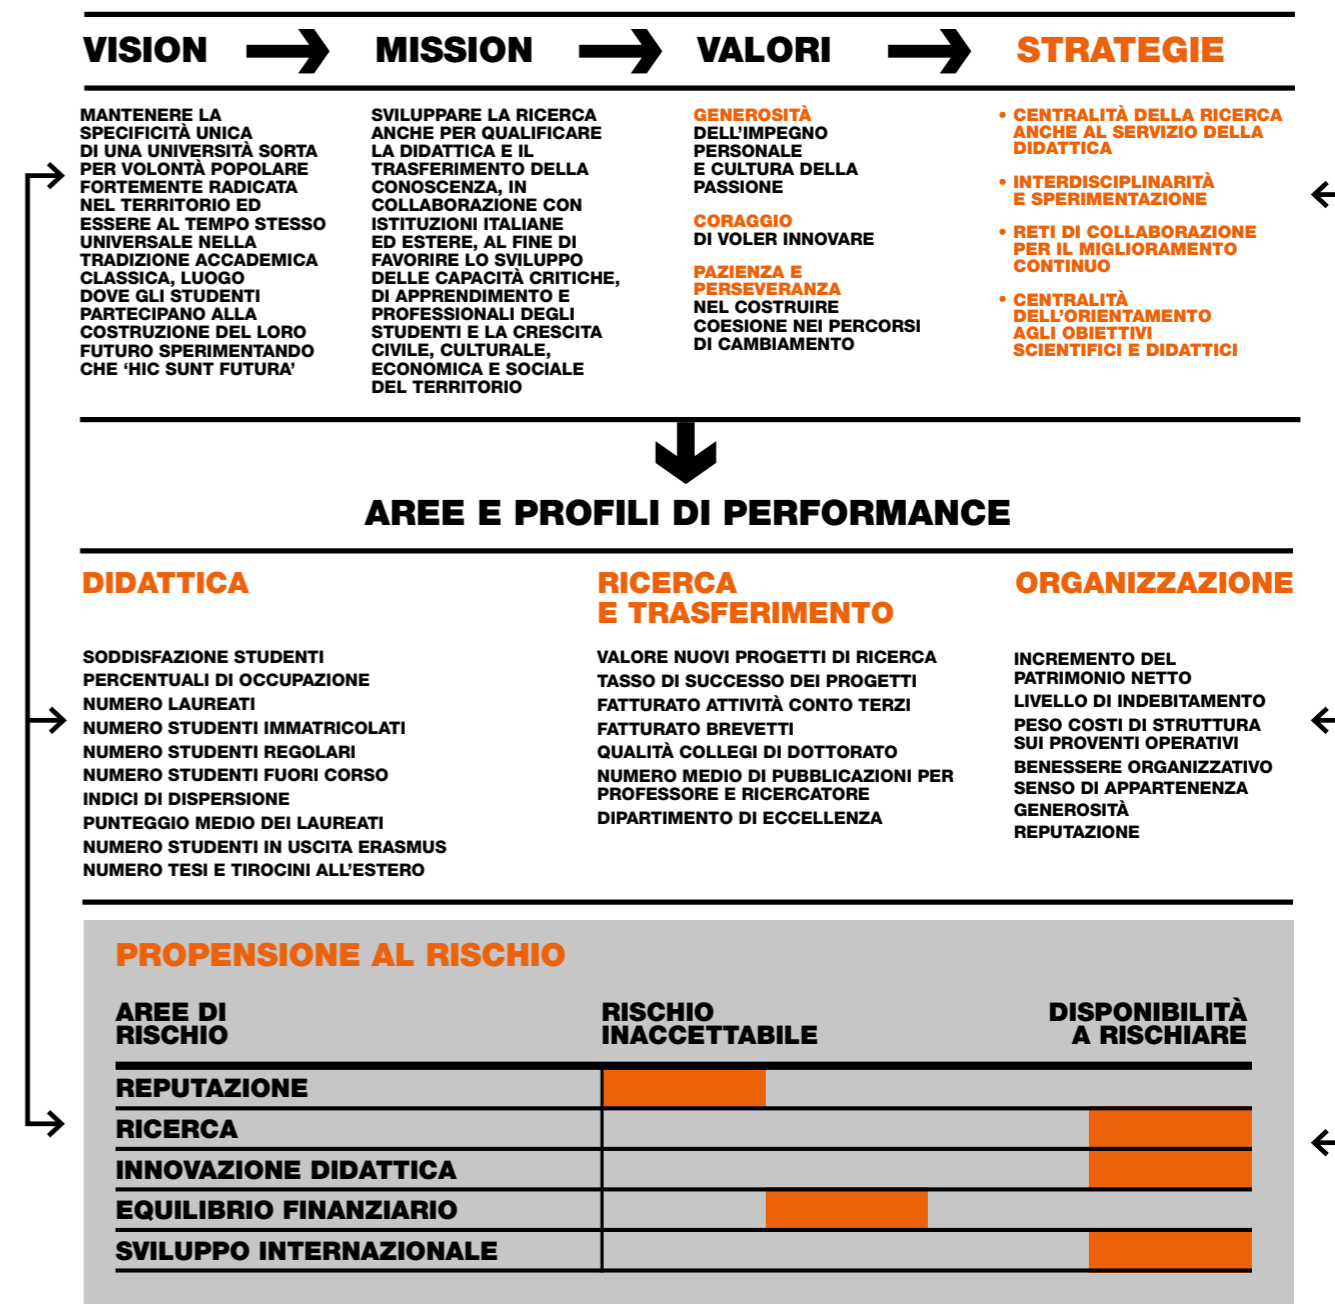 VISION
MISSION
VALORI
STRATEGIE
MANTENERE LA
SPECIFICITÀ UNICA
DI UNA UNIVERSITÀ SORTA
PER VOLONTÀ POPOLARE
FORTEMENTE RADICATA
NEL TERRITORIO ED
ESSERE AL TEMPO STESSO
UNIVERSALE NELLA
TRADIZIONE ACCADEMICA
CLASSICA, LUOGO
DOVE GLI STUDENTI
PARTECIPANO ALLA
COSTRUZIONE DEL LORO
FUTURO SPERIMENTANDO
CHE ‘HIC SUNT FUTURA’
SVILUPPARE LA RICERCA
ANCHE PER QUALIFICARE
LA DIDATTICA E IL
TRASFERIMENTO DELLA
CONOSCENZA, IN
COLLABORAZIONE CON
ISTITUZIONI ITALIANE
ED ESTERE, AL FINE DI
FAVORIRE LO SVILUPPO
DELLE CAPACITÀ CRITICHE,
DI APPRENDIMENTO E
PROFESSIONALI DEGLI
STUDENTI E LA CRESCITA
CIVILE, CULTURALE,
ECONOMICA E SOCIALE
DEL TERRITORIO
GENEROSITÀ
DELL’IMPEGNO
PERSONALE
E CULTURA DELLA
PASSIONE
CORAGGIO
DI VOLER INNOVARE
PAZIENZA E
PERSEVERANZA
NEL COSTRUIRE
COESIONE NEI PERCORSI
DI CAMBIAMENTO
• CENTRALITÀ DELLA RICERCA
ANCHE AL SERVIZIO DELLA
DIDATTICA
• INTERDISCIPLINARITÀ
E SPERIMENTAZIONE
• RETI DI COLLABORAZIONE
PER IL MIGLIORAMENTO
CONTINUO
• CENTRALITÀ
DELL’ORIENTAMENTO
AGLI OBIETTIVI
SCIENTIFICI E DIDATTICI
AREE E PROFILI DI PERFORMANCE
DIDATTICA
SODDISFAZIONE STUDENTI
PERCENTUALI DI OCCUPAZIONE
NUMERO LAUREATI
NUMERO STUDENTI IMMATRICOLATI
NUMERO STUDENTI REGOLARI
NUMERO STUDENTI FUORI CORSO
INDICI DI DISPERSIONE
PUNTEGGIO MEDIO DEI LAUREATI
NUMERO STUDENTI IN USCITA ERASMUS
NUMERO TESI E TIROCINI ALL’ESTERO
RICERCA
E TRASFERIMENTO
VALORE NUOVI PROGETTI DI RICERCA
TASSO DI SUCCESSO DEI PROGETTI
FATTURATO ATTIVITÀ CONTO TERZI
FATTURATO BREVETTI
QUALITÀ COLLEGI DI DOTTORATO
NUMERO MEDIO DI PUBBLICAZIONI PER
PROFESSORE E RICERCATORE
DIPARTIMENTO DI ECCELLENZA
ORGANIZZAZIONE
INCREMENTO DEL
PATRIMONIO NETTO
LIVELLO DI INDEBITAMENTO
PESO COSTI DI STRUTTURA
SUI PROVENTI OPERATIVI
BENESSERE ORGANIZZATIVO
SENSO DI APPARTENENZA
GENEROSITÀ
REPUTAZIONE
PROPENSIONE AL RISCHIO
AREE DI
RISCHIO
RISCHIO
INACCETTABILE
DISPONIBILITÀ
A RISCHIARE
REPUTAZIONE
RICERCA
INNOVAZIONE DIDATTICA
EQUILIBRIO FINANZIARIO
SVILUPPO INTERNAZIONALE